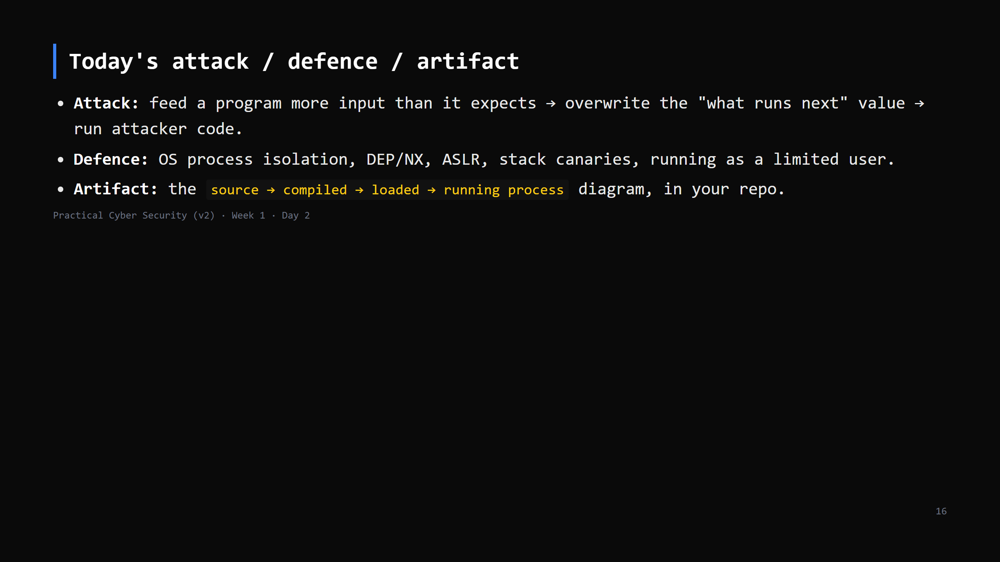 Today's attack / defence / artifact
• Attack: feed a program more input than it expects → overwrite the "what runs next" value →
run attacker code.
• Defence: OS process isolation, DEP/NX, ASLR, stack canaries, running as a limited user.
• Artifact: the source → compiled → loaded → running process diagram, in your repo.
Practical Cyber Security (v2) · Week 1 · Day 2
16